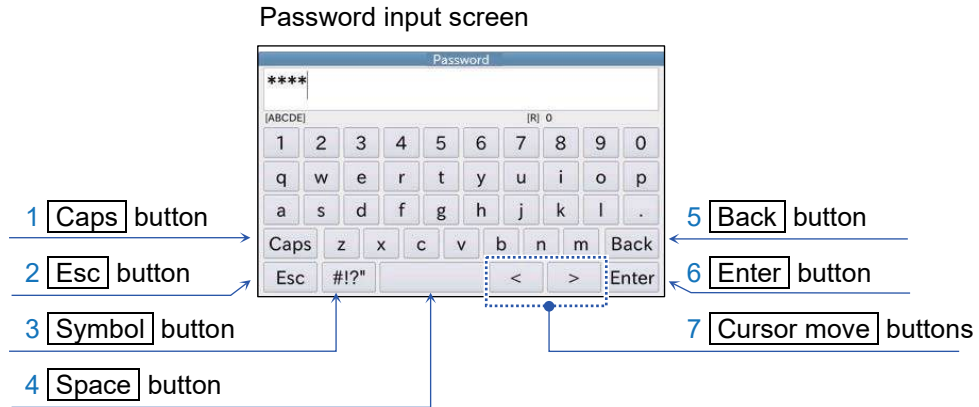 Password input screen
Password
****
[ABCDE] [R] 0
1 2 3 4 5 6 7 8 9 0
q w e r t y u i o p
a s d f g h j k l .
Caps z x c v b n m Back
Esc #!?" < > Enter
1 Caps button
2 Esc button
3 Symbol button
4 Space button
5 Back button
6 Enter button
7 Cursor move buttons